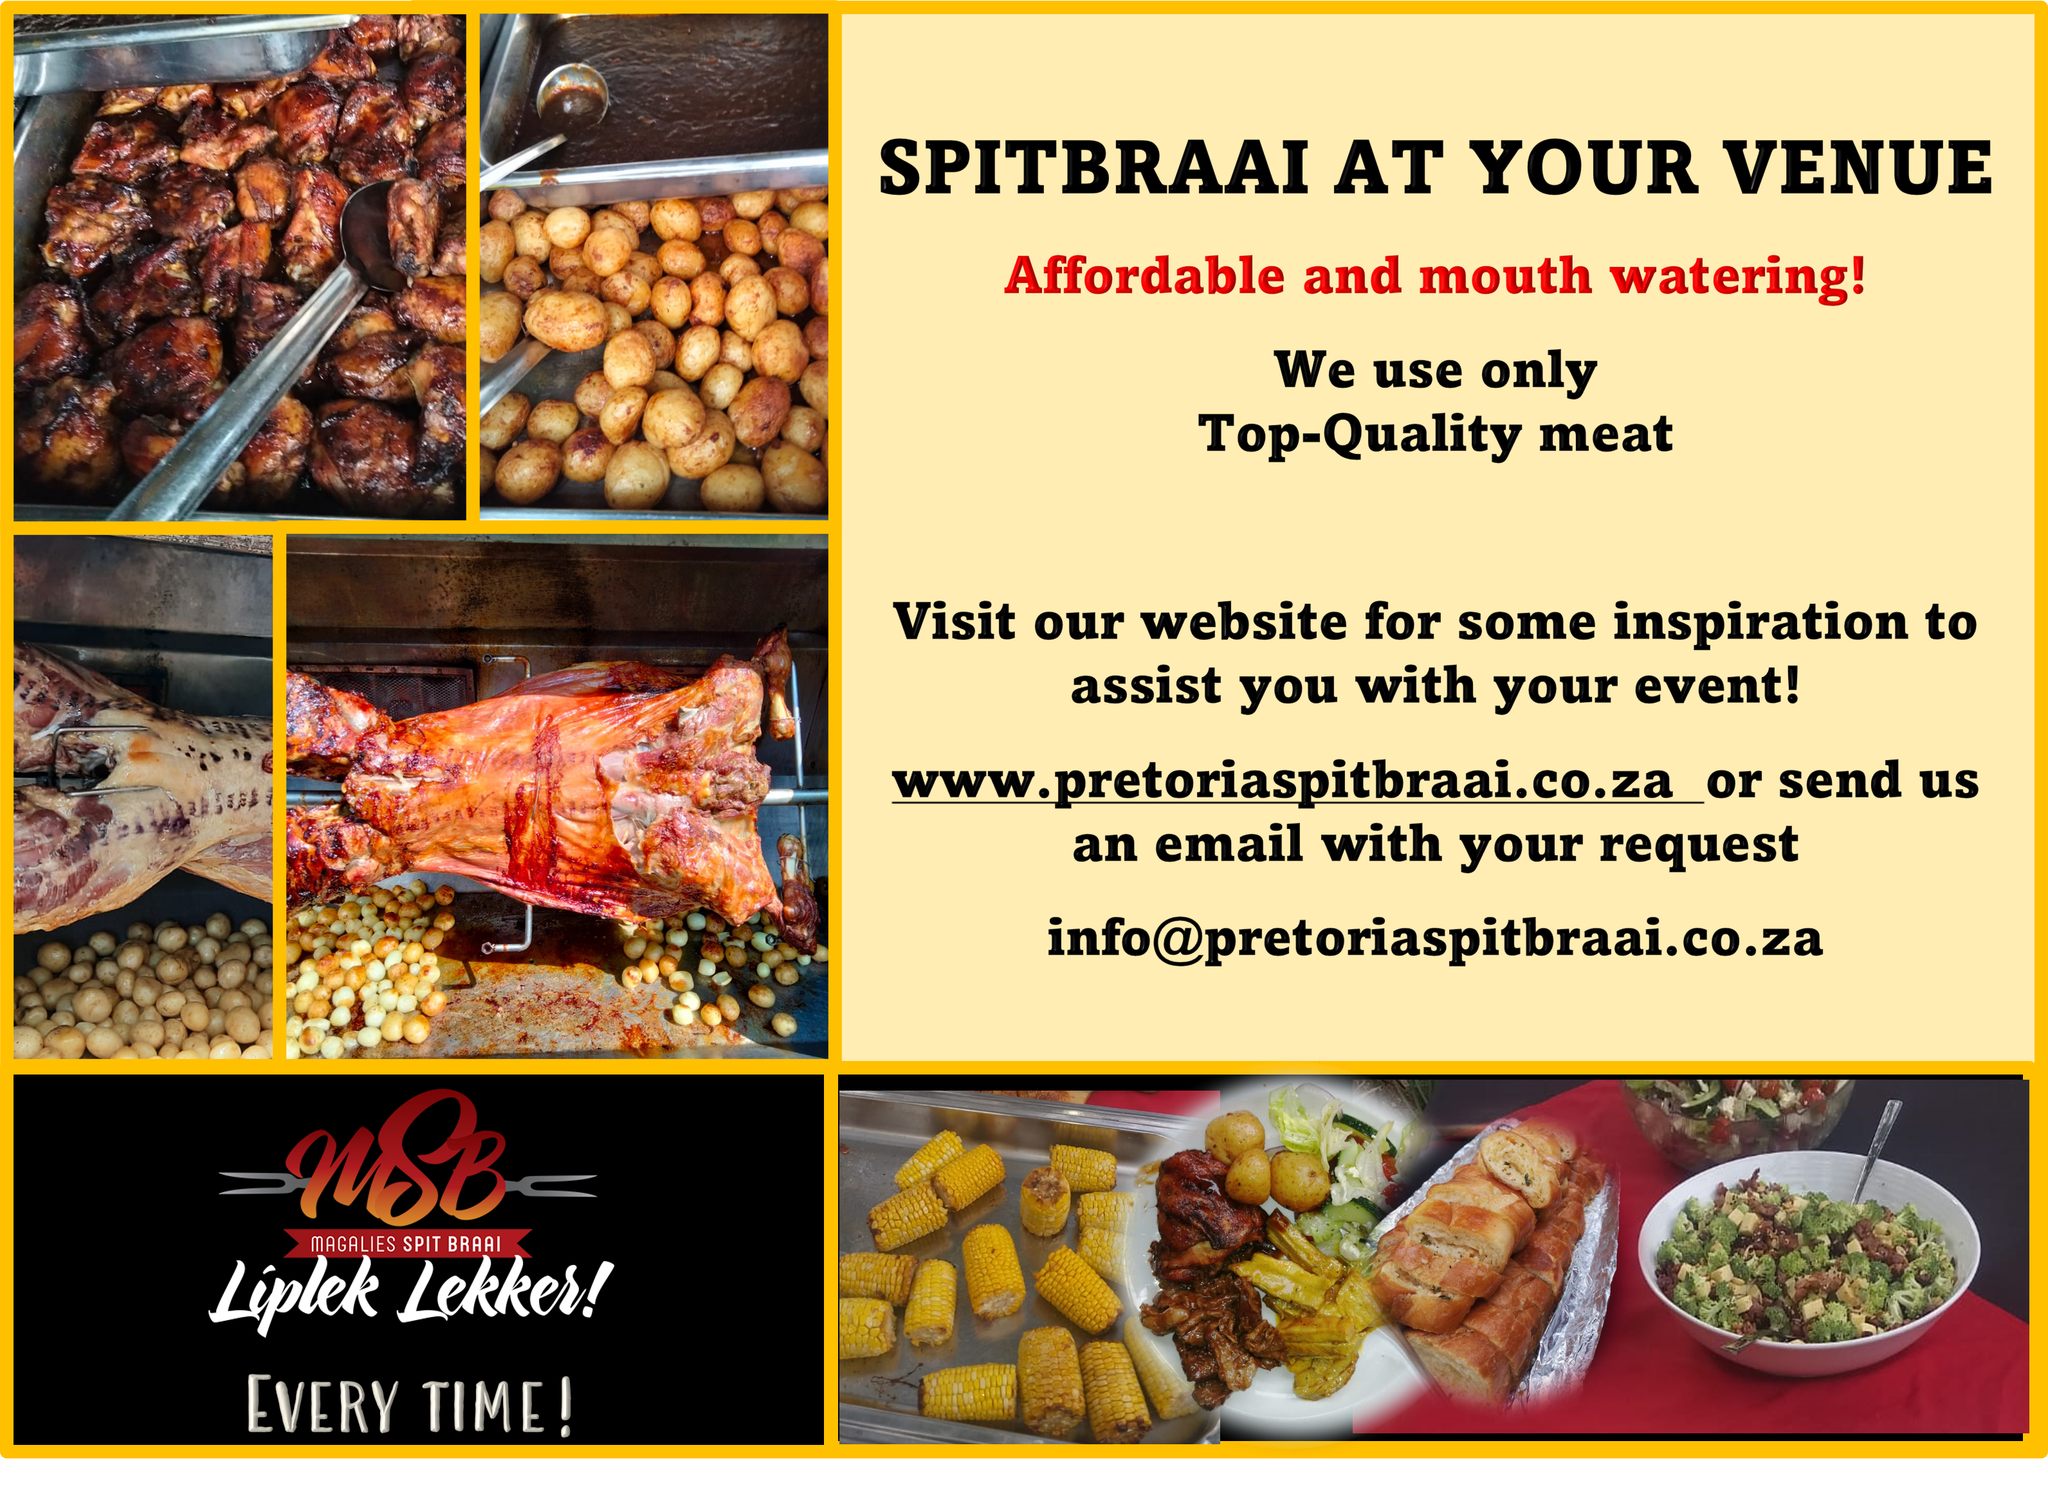 SPITBRAAI AT YOUR VENUE
Affordable and mouth watering!
We use only
Top-Quality meat
Visit our website for some inspiration to
assist you with your event!
www.pretoriaspitbraai.co.za or send us
an email with your request
info@pretoriaspitbraai.co.za
MSB
MAGALIES SPIT BRAAI
Liplek Lekker!
EVERY TIME!